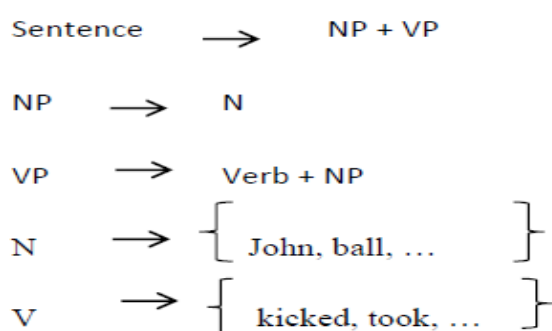 Sentence → NP + VP
NP → N
VP → Verb + NP
N → { John, ball, … }
V → { kicked, took, … }